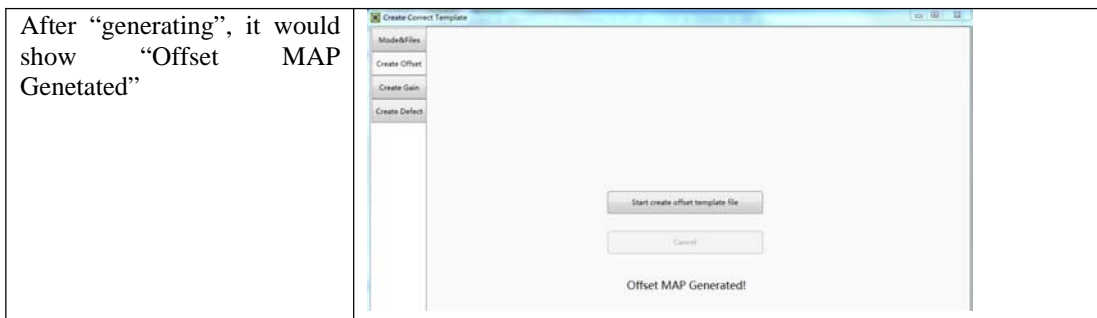 After “generating”, it would
show “Offset MAP
Genetated”
Create Correct Template
Mode&Files
Create Offset
Create Gain
Create Defect
Start create offset template file
Cancel
Offset MAP Generated!